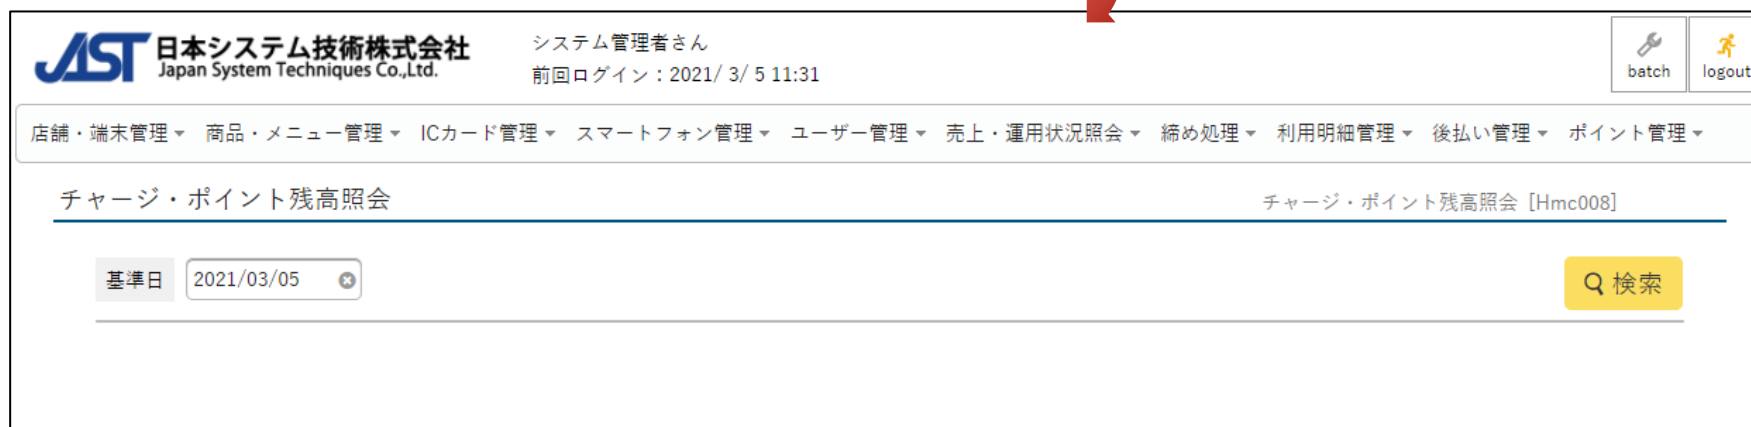 JAST 日本システム技術株式会社
Japan System Techniques Co.,Ltd.
システム管理者さん
前回ログイン：2021/ 3/ 5 11:31
batch
logout
店舗・端末管理 商品・メニュー管理 ICカード管理 スマートフォン管理 ユーザー管理 売上・運用状況照会 締め処理 利用明細管理 後払い管理 ポイント管理
チャージ・ポイント残高照会
チャージ・ポイント残高照会 [Hmc008]
基準日 2021/03/05
検索